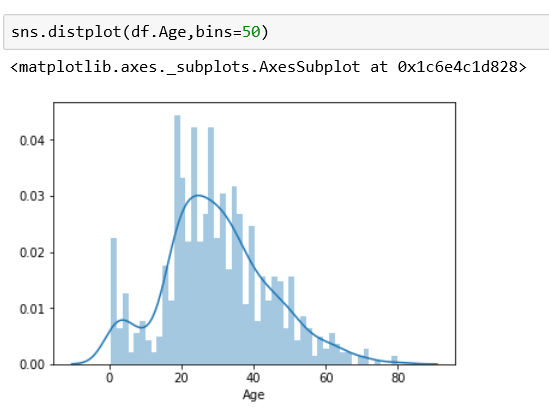 sns.distplot(df.Age,bins=50)
<matplotlib.axes._subplots.AxesSubplot at 0x1c6e4c1d828>
0.04
0.03
0.02
0.01
0.00
0 20 40 60 80
Age